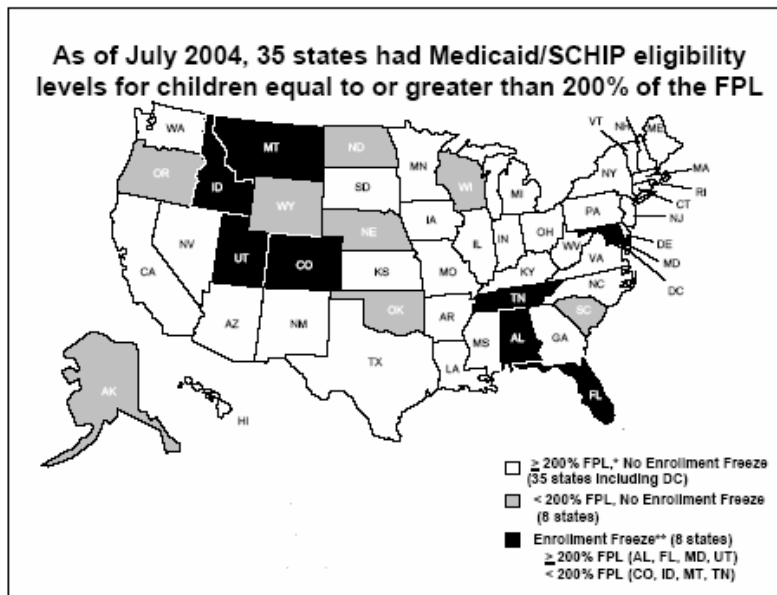 As of July 2004, 35 states had Medicaid/SCHIP eligibility
levels for children equal to or greater than 200% of the FPL
WA
MT
ND
MN
VT
NH
ME
OR
ID
SD
WI
MI
NY
MA
RI
CT
WY
NE
IA
PA
NJ
NV
UT
CO
IL
IN
OH
WV
DE
MD
DC
CA
KS
MO
KY
VA
NC
TN
AZ
NM
OK
AR
SC
MS
AL
GA
TX
LA
FL
AK
HI
≥ 200% FPL,* No Enrollment Freeze
(35 states including DC)
< 200% FPL, No Enrollment Freeze
(8 states)
Enrollment Freeze** (8 states)
≥ 200% FPL (AL, FL, MD, UT)
< 200% FPL (CO, ID, MT, TN)